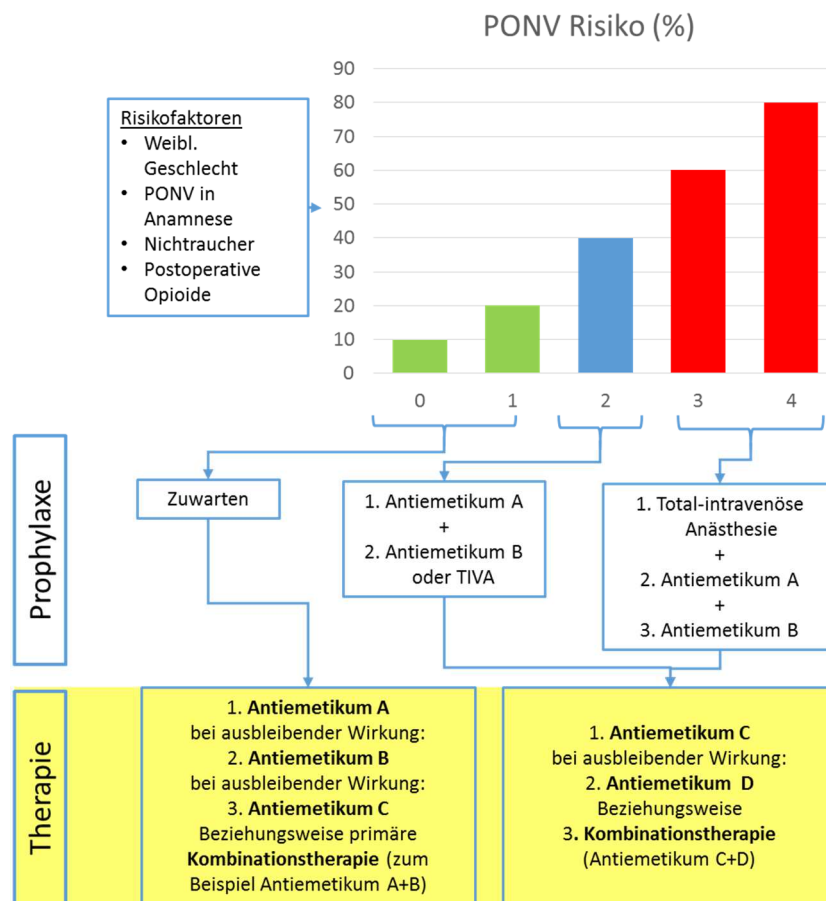 PONV Risiko (%)
Risikofaktoren
• Weibl.
Geschlecht
• PONV in
Anamnese
• Nichtraucher
• Postoperative
Opioide
90
80
70
60
50
40
30
20
10
0
0 1 2 3 4
Prophylaxe
Zuwarten
1. Antiemetikum A
+
2. Antiemetikum B
oder TIVA
1. Total-intravenöse
Anästhesie
+
2. Antiemetikum A
+
3. Antiemetikum B
Therapie
1. Antiemetikum A
bei ausbleibender Wirkung:
2. Antiemetikum B
bei ausbleibender Wirkung:
3. Antiemetikum C
Beziehungsweise primäre
Kombinationstherapie (zum
Beispiel Antiemetikum A+B)
1. Antiemetikum C
bei ausbleibender Wirkung:
2. Antiemetikum D
Beziehungsweise
3. Kombinationstherapie
(Antiemetikum C+D)